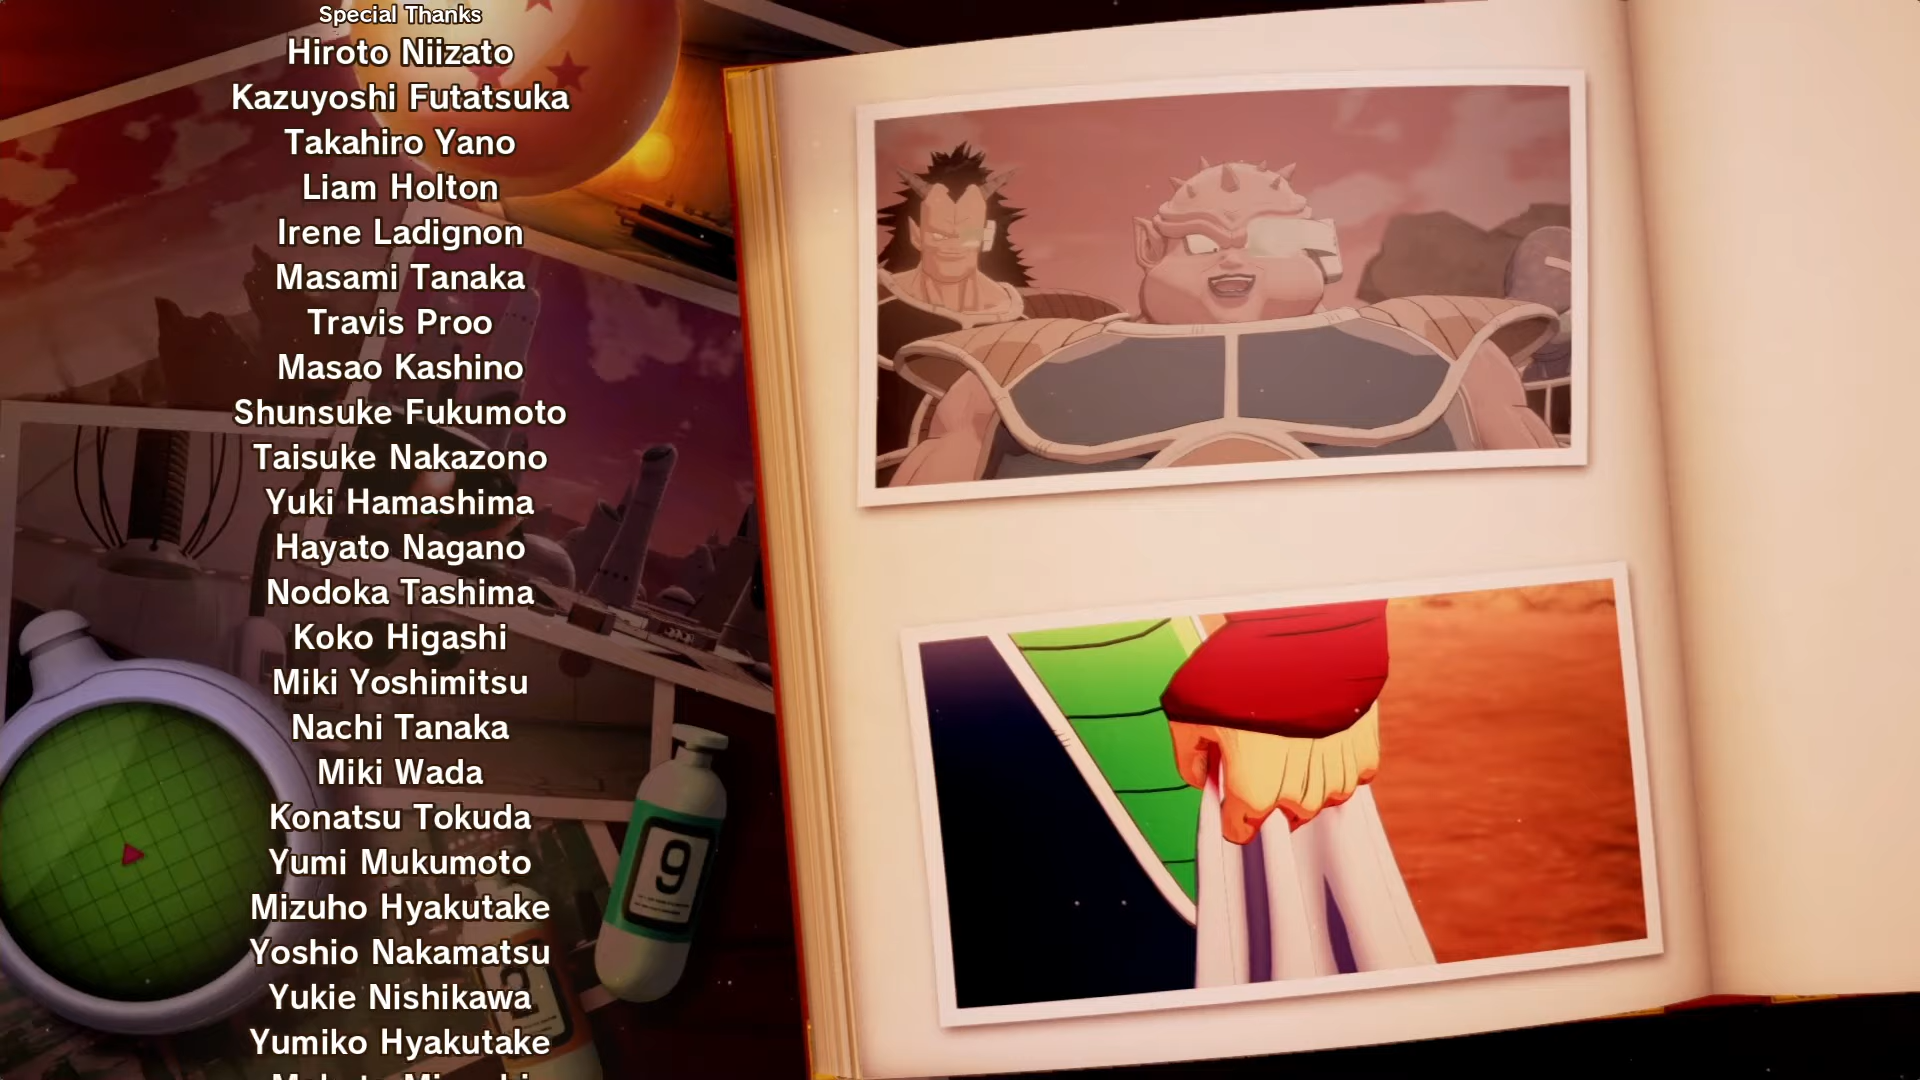 Special Thanks
Hiroto Niizato
Kazuyoshi Futatsuka
Takahiro Yano
Liam Holton
Irene Ladignon
Masami Tanaka
Travis Proo
Masao Kashino
Shunsuke Fukumoto
Taisuke Nakazono
Yuki Hamashima
Hayato Nagano
Nodoka Tashima
Koko Higashi
Miki Yoshimitsu
Nachi Tanaka
Miki Wada
Konatsu Tokuda
Yumi Mukumoto
Mizuho Hyakutake
Yoshio Nakamatsu
Yukie Nishikawa
Yumiko Hyakutake
9